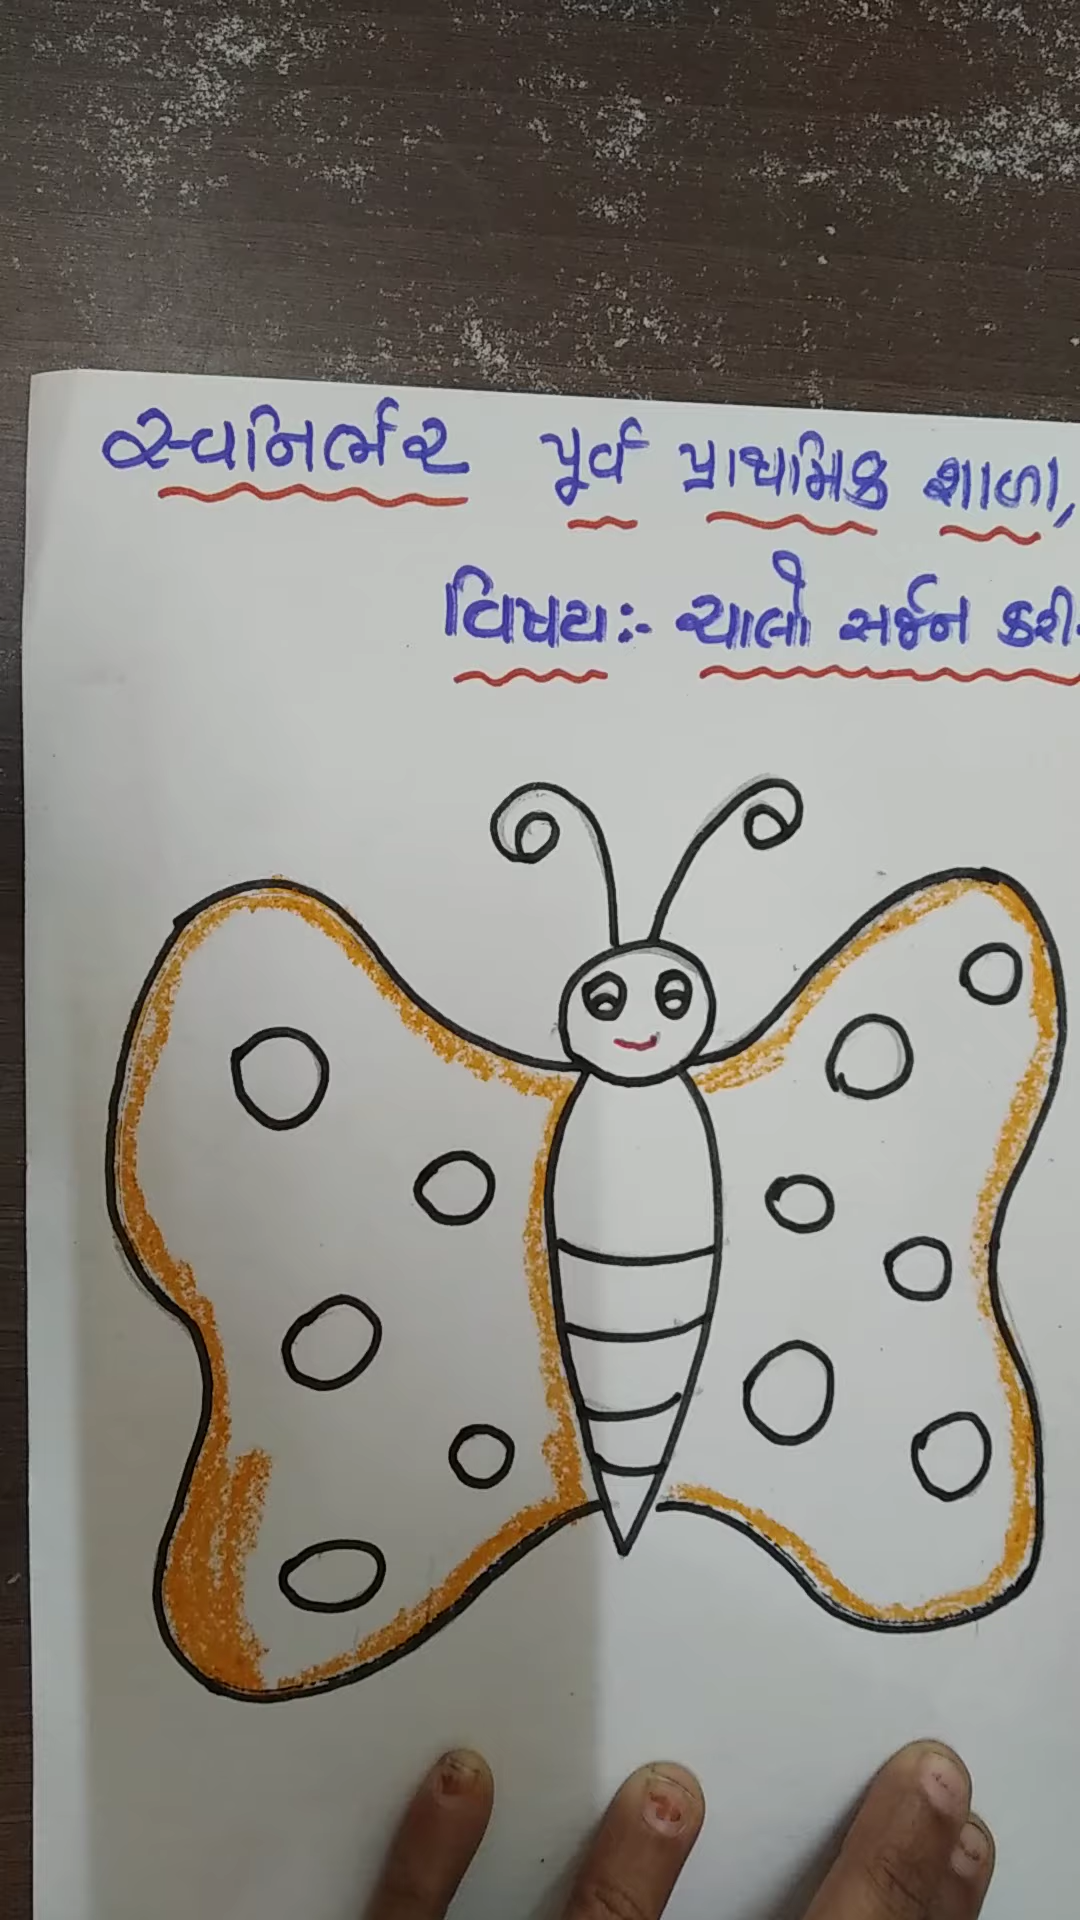 સ્વનિર્ભર પૂર્વ પ્રાથમિક શાળા,
વિષય:- ચાલો સર્જન કરી